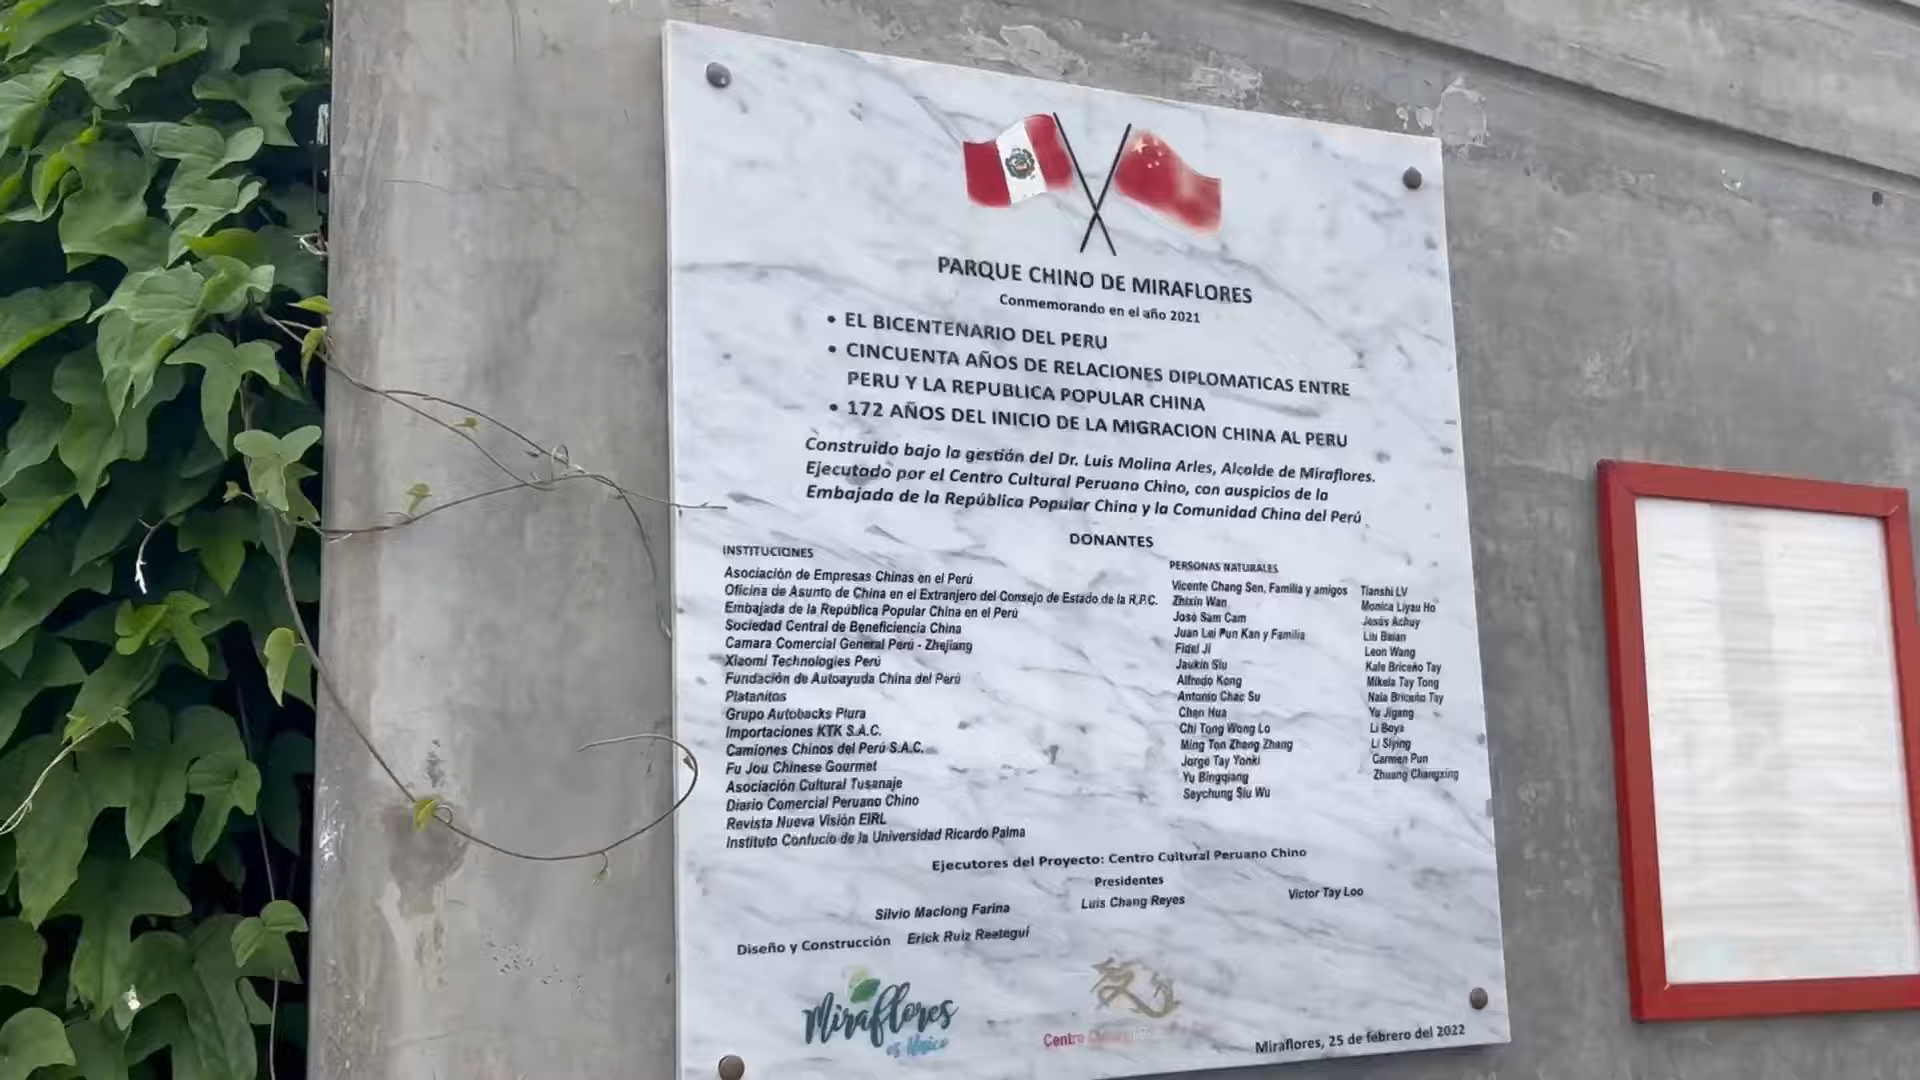 PARQUE CHINO DE MIRAFLORES
Conmemorando en el año 2021
• EL BICENTENARIO DEL PERU
• CINCUENTA AÑOS DE RELACIONES DIPLOMATICAS ENTRE
PERU Y LA REPUBLICA POPULAR CHINA
• 172 AÑOS DEL INICIO DE LA MIGRACION CHINA AL PERU
Construido bajo la gestión del Dr. Luis Molina Arles, Alcalde de Miraflores.
Ejecutado por el Centro Cultural Peruano Chino, con auspicios de la
Embajada de la República Popular China y la Comunidad China del Perú
DONANTES
INSTITUCIONES
Asociación de Empresas Chinas en el Perú
Oficina de Asunto de China en el Extranjero del Consejo de Estado de la R.P.C.
Embajada de la República Popular China en el Perú
Sociedad Central de Beneficiencia China
Camara Comercial General Perú - Zhejiang
Xiaomi Technologies Perú
Fundación de Autoayuda China del Perú
Platanitos
Grupo Autobacks Piura
Importaciones KTK S.A.C.
Camiones Chinos del Perú S.A.C.
Fu Jou Chinese Gourmet
Asociación Cultural Tusanaje
Diario Comercial Peruano Chino
Revista Nueva Visión EIRL
Instituto Confucio de la Universidad Ricardo Palma
PERSONAS NATURALES
Vicente Chang Sen, Familia y amigos
Zhixin Wan
José Sam Cam
Juan Lai Pun Kan y Familia
Fidel Ji
Jaukin Siu
Alfredo Kong
Antonio Chac Su
Chen Hua
Chi Tong Wong Lo
Ming Ton Zhang Zhang
Jorge Tay Yonki
Yu Bingqiang
Seychung Siu Wu
Tianshi LV
Monica Liyau Ho
Jesús Achuy
Liu Baian
Leon Wang
Kale Briceño Tay
Mikela Tay Tong
Naia Briceño Tay
Yu Jigang
Li Boya
Li Siying
Carmen Pun
Zhuang Changxing
Ejecutores del Proyecto: Centro Cultural Peruano Chino
Presidentes
Silvio Maclong Farina
Luis Chang Reyes
Victor Tay Loo
Diseño y Construcción Erick Ruiz Reategui
Miraflores
es único
Centro
Miraflores, 25 de febrero del 2022